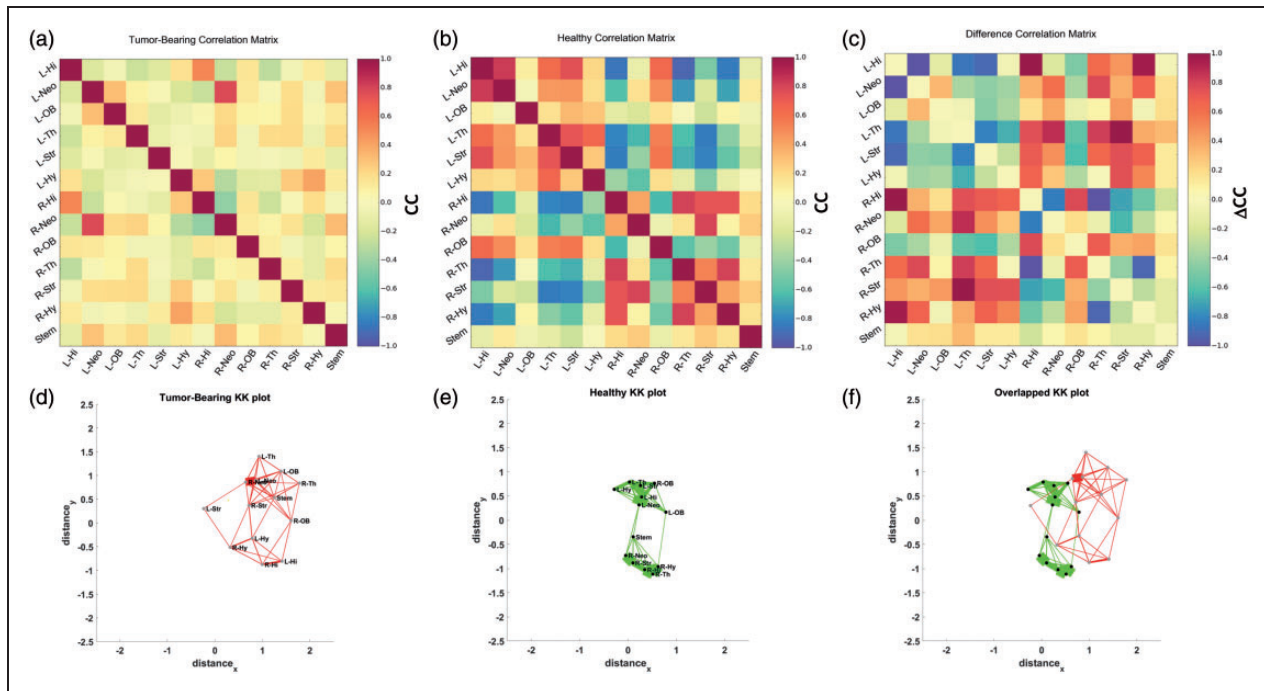 (a)
Tumor-Bearing Correlation Matrix
L-Hi
L-Neo
L-OB
L-Th
L-Str
L-Hy
R-Hi
R-Neo
R-OB
R-Th
R-Str
R-Hy
Stem
L-Hi L-Neo L-OB L-Th L-Str L-Hy R-Hi R-Neo R-OB R-Th R-Str R-Hy Stem
1.0
0.8
0.6
0.4
0.2
0.0
−0.2
−0.4
−0.6
−0.8
−1.0
CC
(b)
Healthy Correlation Matrix
L-Hi
L-Neo
L-OB
L-Th
L-Str
L-Hy
R-Hi
R-Neo
R-OB
R-Th
R-Str
R-Hy
Stem
L-Hi L-Neo L-OB L-Th L-Str L-Hy R-Hi R-Neo R-OB R-Th R-Str R-Hy Stem
1.0
0.8
0.6
0.4
0.2
0.0
−0.2
−0.4
−0.6
−0.8
−1.0
CC
(c)
Difference Correlation Matrix
L-Hi
L-Neo
L-OB
L-Th
L-Str
L-Hy
R-Hi
R-Neo
R-OB
R-Th
R-Str
R-Hy
Stem
L-Hi L-Neo L-OB L-Th L-Str L-Hy R-Hi R-Neo R-OB R-Th R-Str R-Hy Stem
1.0
0.8
0.6
0.4
0.2
0.0
−0.2
−0.4
−0.6
−0.8
−1.0
ΔCC
(d)
Tumor-Bearing KK plot
2.5
2
1.5
1
0.5
0
-0.5
-1
-1.5
-2
-2.5
distancey
L-Th
L-OB
L-Neo
R-Th
Stem
R-Str
L-Str
R-OB
L-Hy
R-Hy
L-Hi
R-Hi
-2 -1 0 1 2
distancex
(e)
Healthy KK plot
2.5
2
1.5
1
0.5
0
-0.5
-1
-1.5
-2
-2.5
distancey
L-Th
R-OB
L-Str
L-Hy
L-Hi
L-Neo
L-OB
Stem
R-Neo
R-Str
R-Hy
R-Th
-2 -1 0 1 2
distancex
(f)
Overlapped KK plot
2.5
2
1.5
1
0.5
0
-0.5
-1
-1.5
-2
-2.5
distancey
-2 -1 0 1 2
distancex